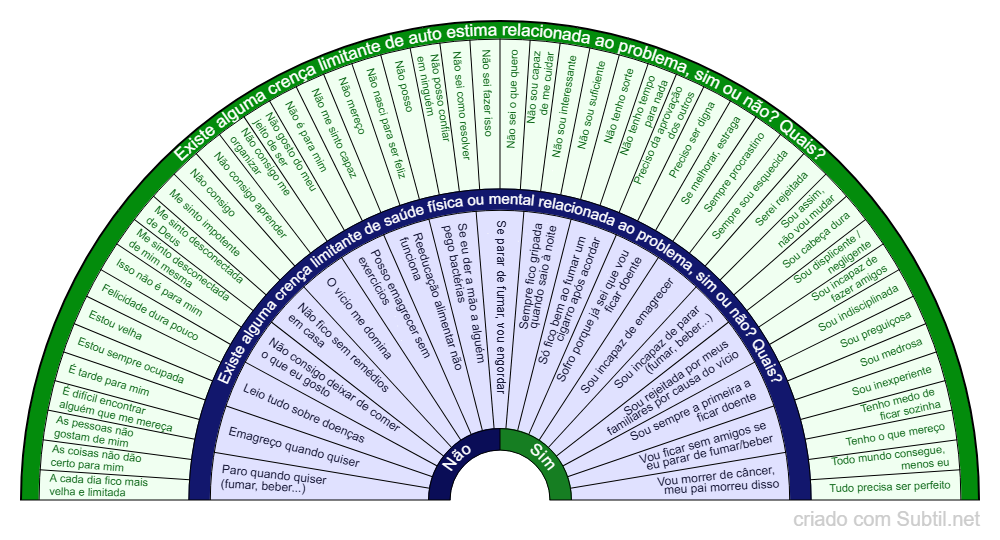 Existe alguma crença limitante de auto estima relacionada ao problema, sim ou não? Quais?
A cada dia fico mais
velha e limitada
As coisas não dão
certo para mim
As pessoas não
gostam de mim
É difícil encontrar
alguém que me mereça
É tarde para mim
Estou sempre ocupada
Estou velha
Felicidade dura pouco
Isso não é para mim
Me sinto desconectada
de mim mesma
Me sinto desconectada
de Deus
Me sinto impotente
Não consigo
Não consigo aprender
Não consigo me
organizar
Não gosto do meu
jeito de ser
Não é para mim
Não me sinto capaz
Não mereço
Não nasci para ser feliz
Não posso
Não posso confiar
em ninguém
Não sei como resolver
Não sei fazer isso
Não sei o que quero
Não sou capaz
de me cuidar
Não sou interessante
Não sou suficiente
Não tenho sorte
Não tenho tempo
para nada
Preciso da aprovação
dos outros
Preciso ser digna
Se melhorar, estraga
Sempre procrastino
Sempre sou esquecida
Serei rejeitada
Sou assim,
não vou mudar
Sou cabeça dura
Sou displicente /
negligente
Sou incapaz de
fazer amigos
Sou indisciplinada
Sou preguiçosa
Sou medrosa
Sou inexperiente
Tenho medo de
ficar sozinha
Tenho o que mereço
Todo mundo consegue,
menos eu
Tudo precisa ser perfeito
Existe alguma crença limitante de saúde física ou mental relacionada ao problema, sim ou não? Quais?
Paro quando quiser
(fumar, beber...)
Emagreço quando quiser
Leio tudo sobre doenças
Não consigo deixar de comer
o que eu gosto
Não fico sem remédios
em casa
O vício me domina
Posso emagrecer sem
exercícios
Reeducação alimentar não
funciona
Se eu der a mão a alguém
pego bactérias
Se parar de fumar, vou engordar
Sempre fico gripada
quando saio à noite
Só fico bem ao fumar um
cigarro após acordar
Sofro porque já sei que vou
ficar doente
Sou incapaz de emagrecer
Sou incapaz de parar
(fumar, beber...)
Sou rejeitada por meus
familiares por causa do vício
Sou sempre a primeira a
ficar doente
Vou ficar sem amigos se
eu parar de fumar/beber
Vou morrer de câncer,
meu pai morreu disso
Não
Sim
criado com Subtil.net